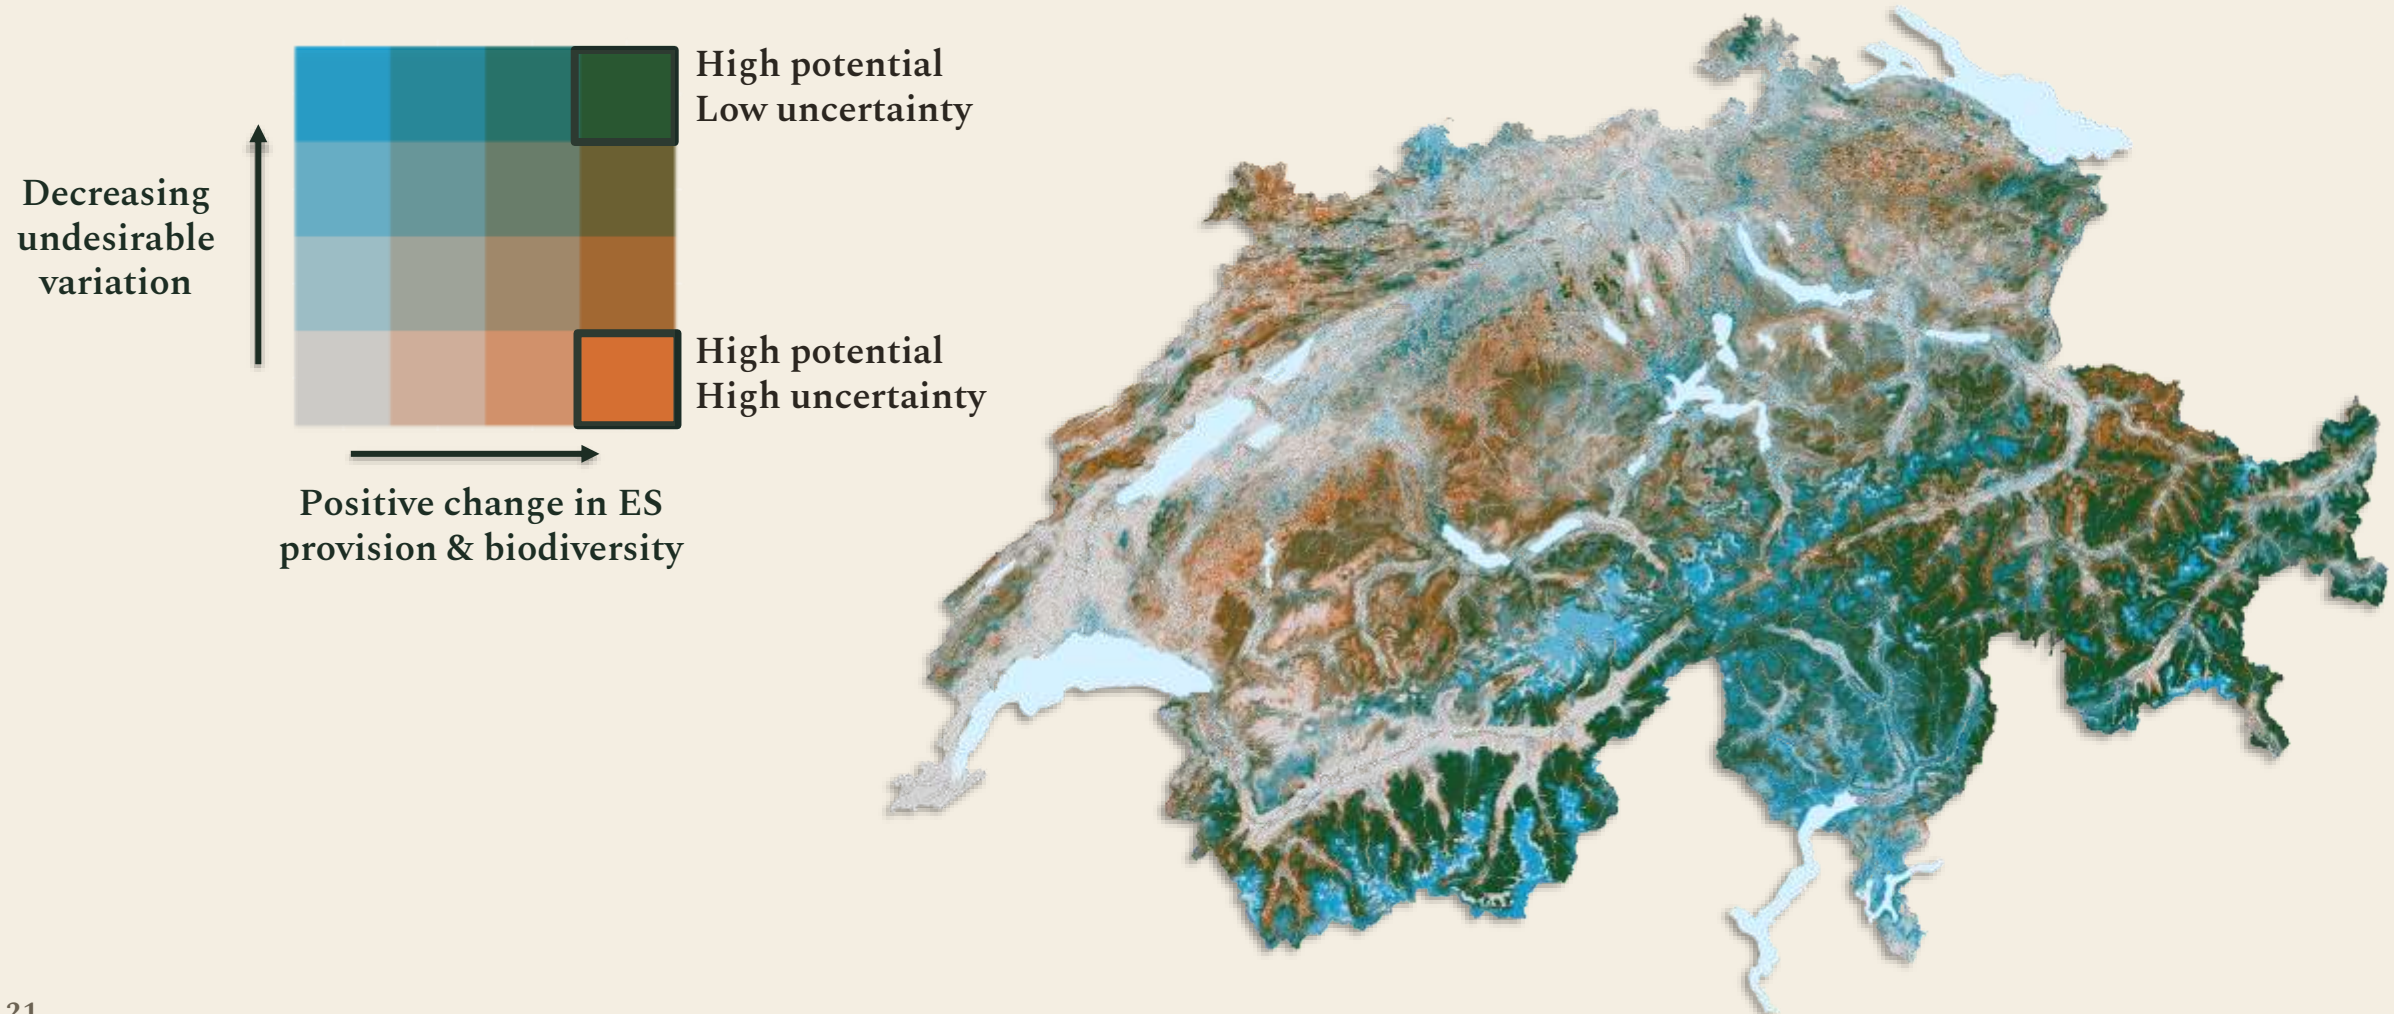 High potential
Low uncertainty
Decreasing
undesirable
variation
High potential
High uncertainty
Positive change in ES
provision & biodiversity
21